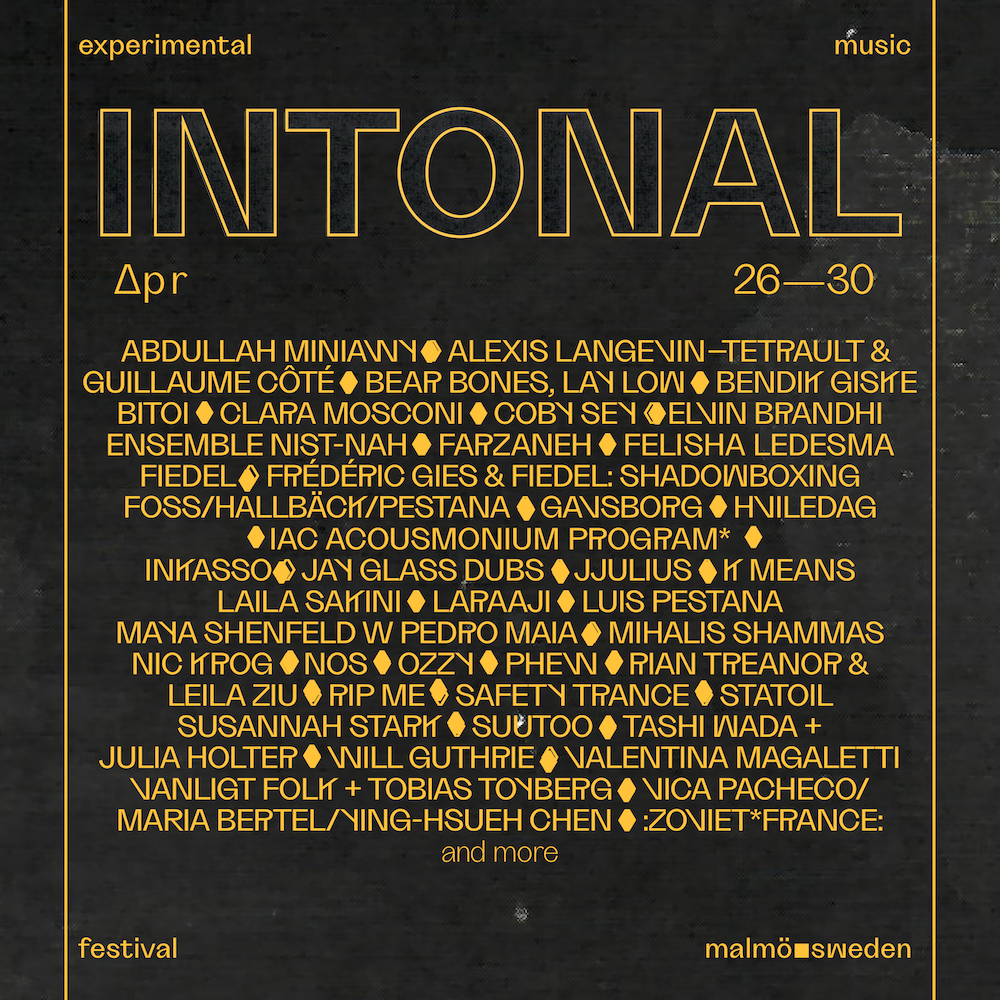 experimental music
INTONAL
Apr 26—30
ABDULLAH MINIAWY ⬧ ALEXIS LANGEVIN–TETRAULT &
GUILLAUME CÔTÉ ⬧ BEAR BONES, LAY LOW ⬧ BENDIK GISKE
BITOI ⬧ CLARA MOSCONI ⬧ COBY SEY ⬧ ELVIN BRANDHI
ENSEMBLE NIST-NAH ⬧ FARZANEH ⬧ FELISHA LEDESMA
FIEDEL ⬧ FRÉDÉRIC GIES & FIEDEL: SHADOWBOXING
FOSS/HALLBÄCK/PESTANA ⬧ GAVSBORG ⬧ HVILEDAG
⬧ IAC ACOUSMONIUM PROGRAM* ⬧
INKASSO ⬧ JAY GLASS DUBS ⬧ JJULIUS ⬧ K MEANS
LAILA SAKINI ⬧ LARAAJI ⬧ LUIS PESTANA
MAYA SHENFELD W PEDRO MAIA ⬧ MIHALIS SHAMMAS
NIC KROG ⬧ NOS ⬧ OZZY ⬧ PHEW ⬧ RIAN TREANOR &
LEILA ZIU ⬧ RIP ME ⬧ SAFETY TRANCE ⬧ STATOIL
SUSANNAH STARK ⬧ SUUTOO ⬧ TASHI WADA +
JULIA HOLTER ⬧ WILL GUTHRIE ⬧ VALENTINA MAGALETTI
VANLIGT FOLK + TOBIAS TOYBERG ⬧ VICA PACHECO/
MARIA BERTEL/YING-HSUEH CHEN ⬧ :ZOVIET*FRANCE:
and more
festival malmö■sweden